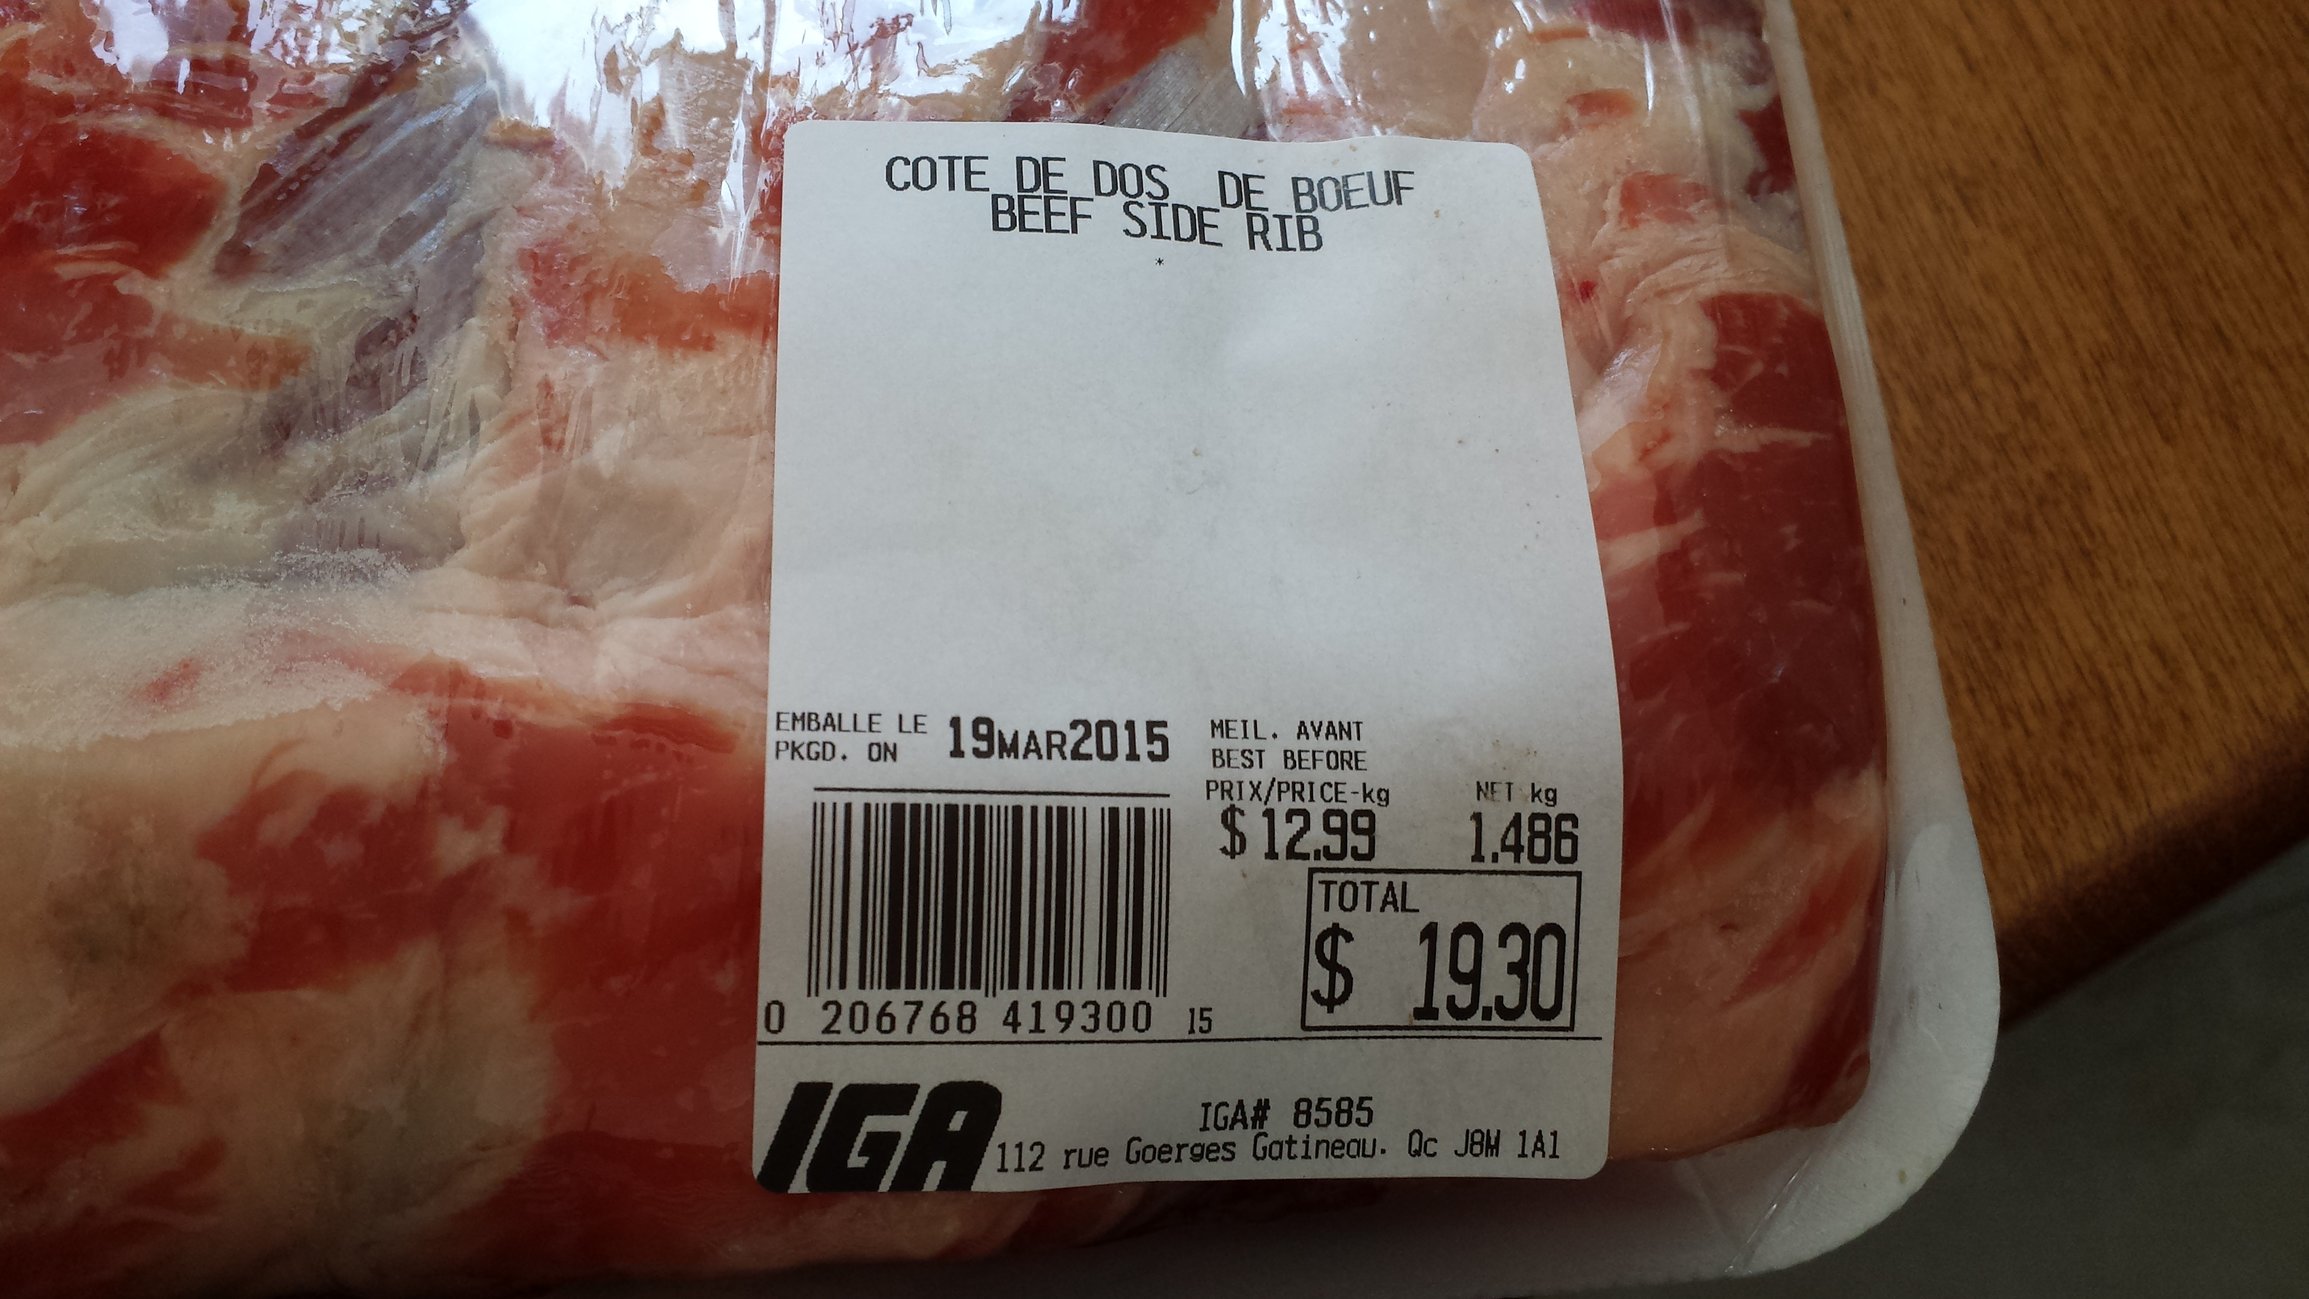 COTE DE DOS DE BOEUF
BEEF SIDE RIB
*
EMBALLE LE 19MAR2015
PKGD. ON
MEIL. AVANT
BEST BEFORE
PRIX/PRICE-kg NET kg
$12.99 1.486
TOTAL
$ 19.30
0 206768 419300 15
IGA
IGA# 8585
112 rue Goerges Gatineau. Qc J8M 1A1